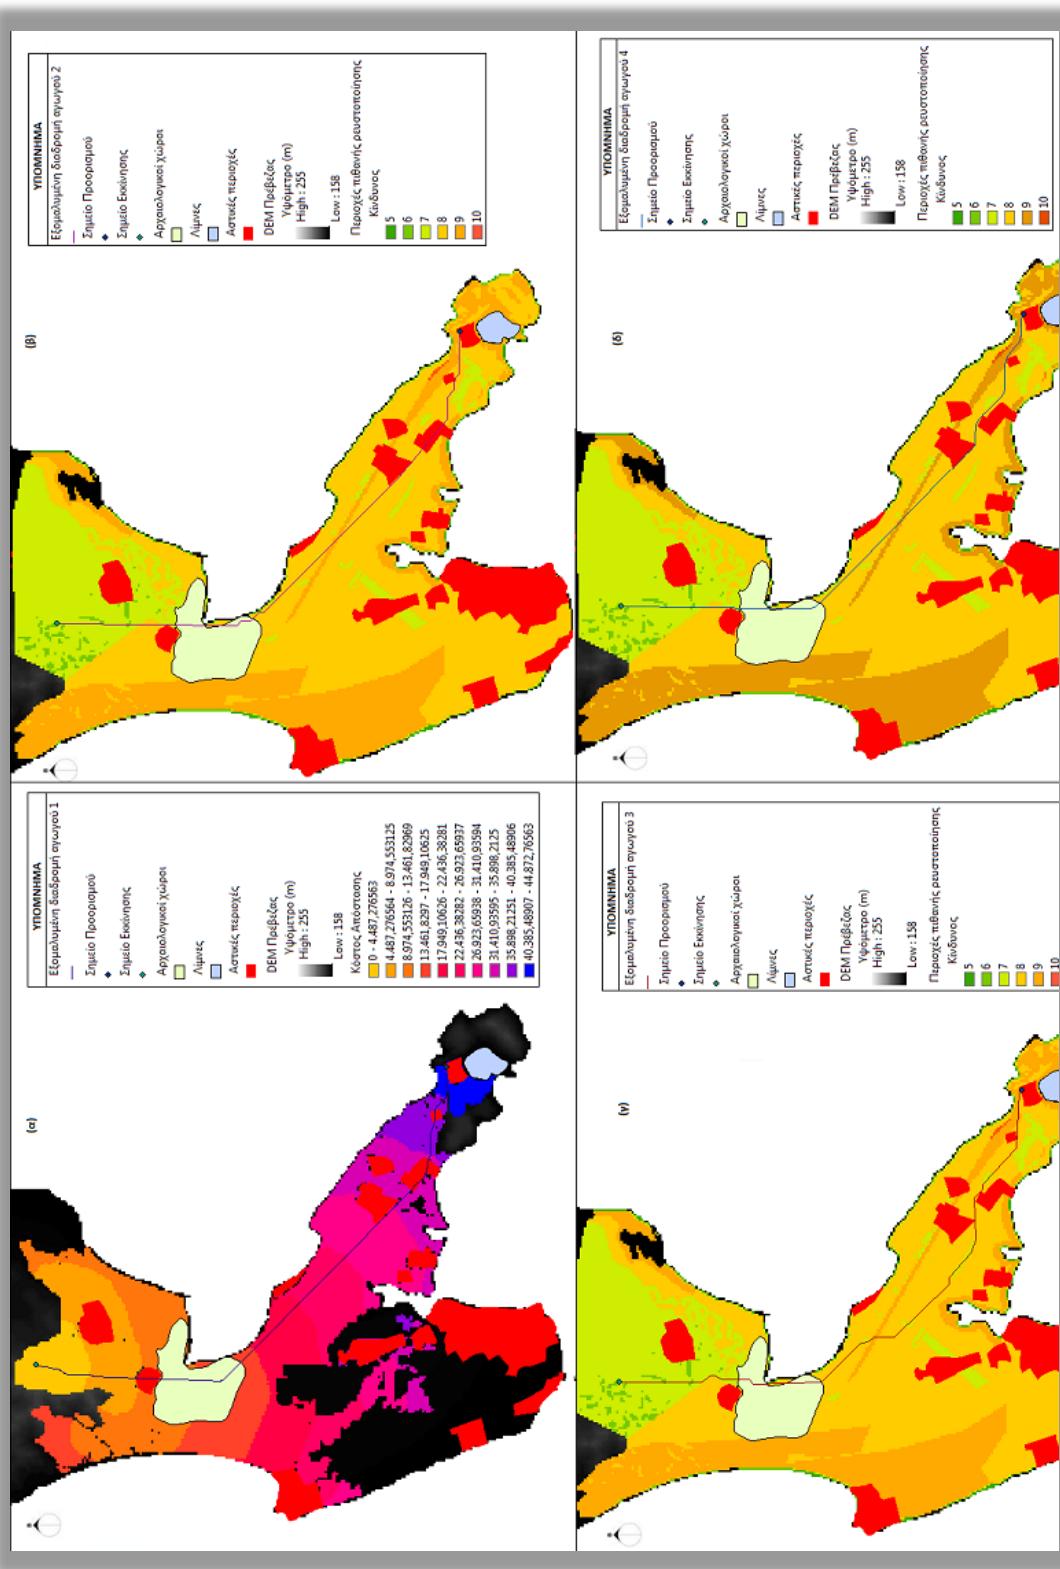 (α)
ΥΠΟΜΝΗΜΑ
Εξομαλυμένη διαδρομή αγωγού 1
Σημείο Προορισμού
Σημείο Εκκίνησης
Αρχαιολογικοί χώροι
Λίμνες
Αστικές περιοχές
DEM Πρέβεζας
Υψόμετρο (m)
High : 255
Low : 158
Κόστος Απόστασης
0 - 4.487,276563
4.487,276564 - 8.974,553125
8.974,553126 - 13.461,82969
13.461,8297 - 17.949,10625
17.949,10626 - 22.436,38281
22.436,38282 - 26.923,65937
26.923,65938 - 31.410,93594
31.410,93595 - 35.898,2125
35.898,21251 - 40.385,48906
40.385,48907 - 44.872,76563
(β)
ΥΠΟΜΝΗΜΑ
Εξομαλυμένη διαδρομή αγωγού 2
Σημείο Προορισμού
Σημείο Εκκίνησης
Αρχαιολογικοί χώροι
Λίμνες
Αστικές περιοχές
DEM Πρέβεζας
Υψόμετρο (m)
High : 255
Low : 158
Περιοχές πιθανής ρευστοποίησης
Κίνδυνος
5
6
7
8
9
10
(γ)
ΥΠΟΜΝΗΜΑ
Εξομαλυμένη διαδρομή αγωγού 3
Σημείο Προορισμού
Σημείο Εκκίνησης
Αρχαιολογικοί χώροι
Λίμνες
Αστικές περιοχές
DEM Πρέβεζας
Υψόμετρο (m)
High : 255
Low : 158
Περιοχές πιθανής ρευστοποίησης
Κίνδυνος
5
6
7
8
9
10
(δ)
ΥΠΟΜΝΗΜΑ
Εξομαλυμένη διαδρομή αγωγού 4
Σημείο Προορισμού
Σημείο Εκκίνησης
Αρχαιολογικοί χώροι
Λίμνες
Αστικές περιοχές
DEM Πρέβεζας
Υψόμετρο (m)
High : 255
Low : 158
Περιοχές πιθανής ρευστοποίησης
Κίνδυνος
5
6
7
8
9
10